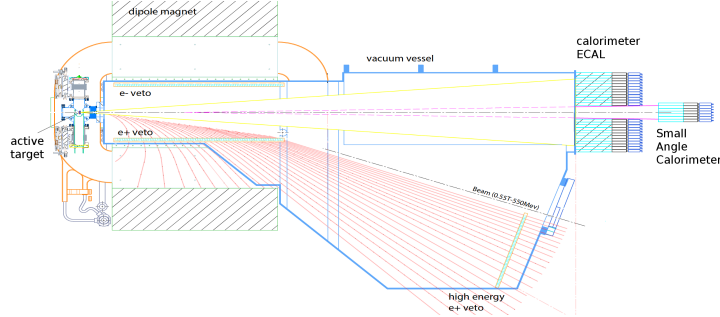 dipole magnet
calorimeter
ECAL
vacuum vessel
e- veto
e+ veto
active
target
Small
Angle
Calorimeter
Beam (0.55T-550Mev)
high energy
e+ veto